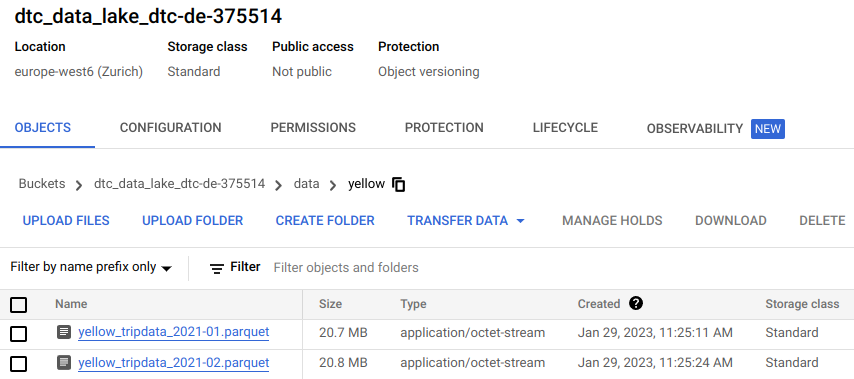 dtc_data_lake_dtc-de-375514
Location Storage class Public access Protection
europe-west6 (Zurich) Standard Not public Object versioning
OBJECTS CONFIGURATION PERMISSIONS PROTECTION LIFECYCLE OBSERVABILITY NEW
Buckets > dtc_data_lake_dtc-de-375514 > data > yellow
UPLOAD FILES UPLOAD FOLDER CREATE FOLDER TRANSFER DATA MANAGE HOLDS DOWNLOAD DELETE
Filter by name prefix only Filter Filter objects and folders
Name Size Type Created ? Storage class
yellow_tripdata_2021-01.parquet 20.7 MB application/octet-stream Jan 29, 2023, 11:25:11 AM Standard
yellow_tripdata_2021-02.parquet 20.8 MB application/octet-stream Jan 29, 2023, 11:25:24 AM Standard